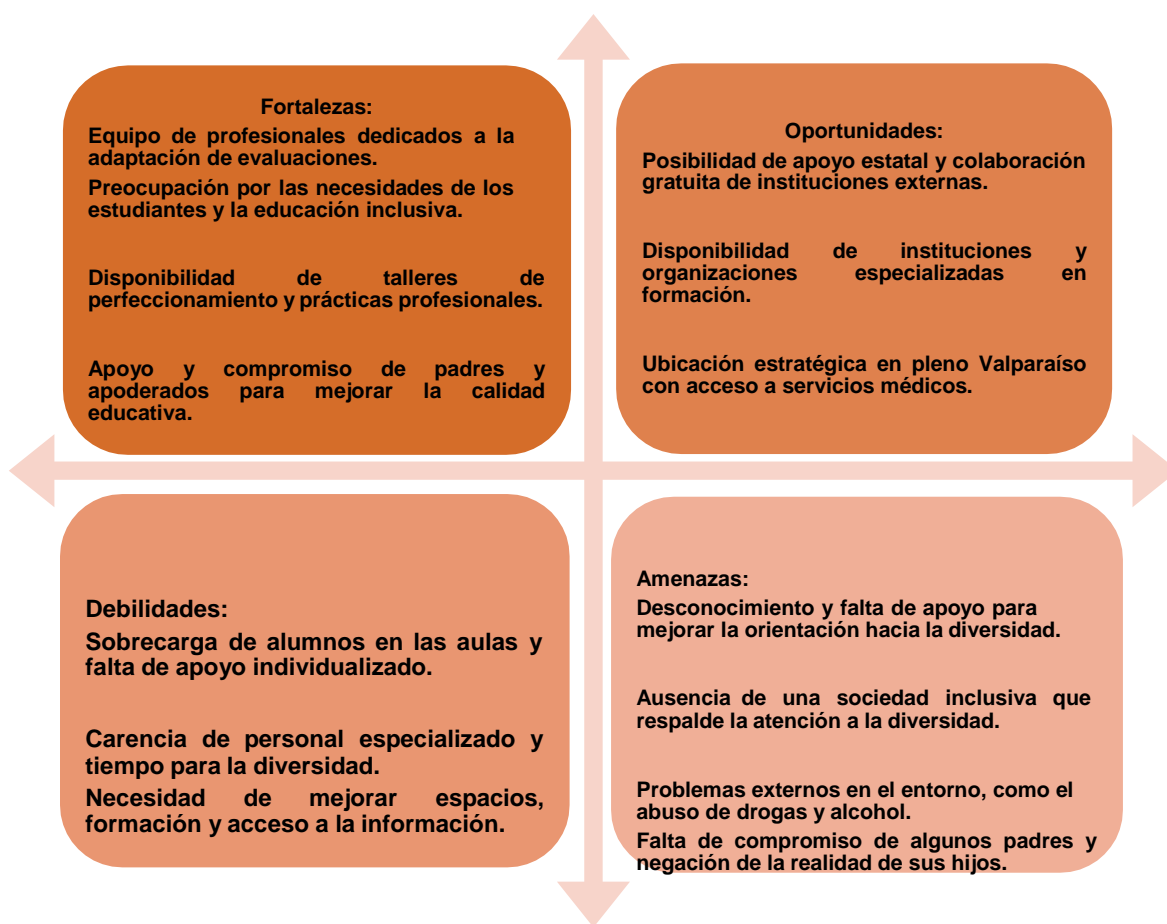 Fortalezas:
Equipo de profesionales dedicados a la
adaptación de evaluaciones.
Preocupación por las necesidades de los
estudiantes y la educación inclusiva.
Disponibilidad de talleres de
perfeccionamiento y prácticas profesionales.
Apoyo y compromiso de padres y
apoderados para mejorar la calidad
educativa.
Oportunidades:
Posibilidad de apoyo estatal y colaboración
gratuita de instituciones externas.
Disponibilidad de instituciones y
organizaciones especializadas en
formación.
Ubicación estratégica en pleno Valparaíso
con acceso a servicios médicos.
Debilidades:
Sobrecarga de alumnos en las aulas y
falta de apoyo individualizado.
Carencia de personal especializado y
tiempo para la diversidad.
Necesidad de mejorar espacios,
formación y acceso a la información.
Amenazas:
Desconocimiento y falta de apoyo para
mejorar la orientación hacia la diversidad.
Ausencia de una sociedad inclusiva que
respalde la atención a la diversidad.
Problemas externos en el entorno, como el
abuso de drogas y alcohol.
Falta de compromiso de algunos padres y
negación de la realidad de sus hijos.